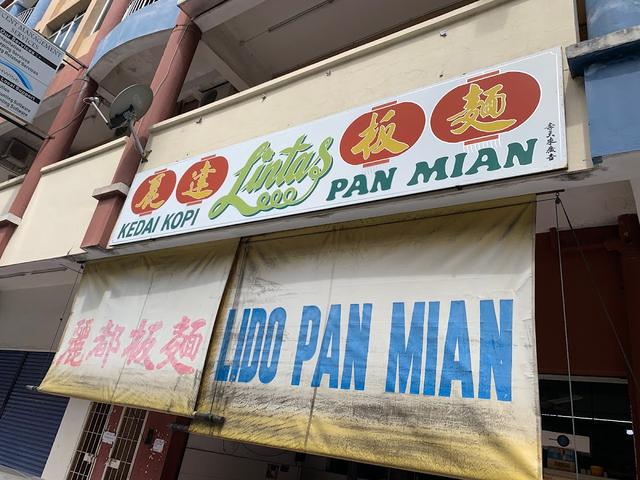 麗達 Lintas 板麵
KEDAI KOPI PAN MIAN
麗都板麵
LIDO PAN MIAN